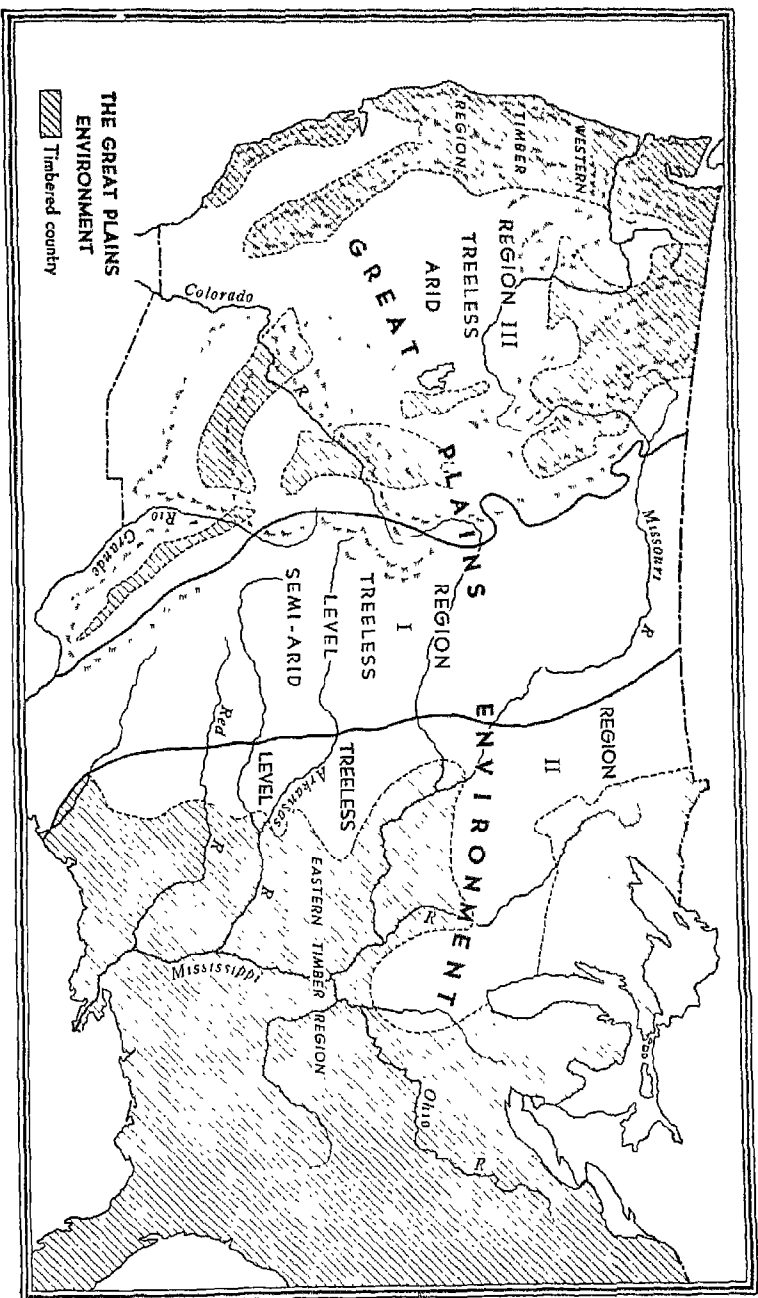 THE GREAT PLAINS
ENVIRONMENT
Timbered country
WESTERN
TIMBER
REGION
REGION III
TREELESS
ARID
GREAT PLAINS ENVIRONMENT
Colorado
R
Rio
Grande
Missouri
R
REGION
I
TREELESS
LEVEL
SEMI-ARID
REGION
II
TREELESS
LEVEL
Red
R
Arkansas
R
R
Mississippi
EASTERN TIMBER REGION
Ohio
R